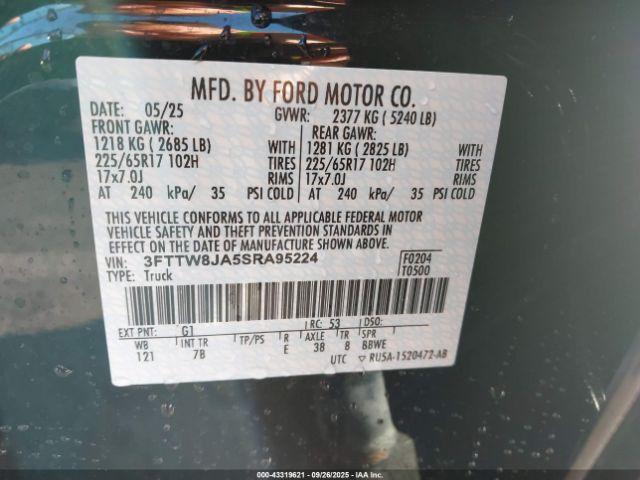 MFD. BY FORD MOTOR CO.
DATE: 05/25 GVWR: 2377 KG ( 5240 LB)
FRONT GAWR: REAR GAWR:
1218 KG ( 2685 LB) WITH 1281 KG ( 2825 LB) WITH
225/65R17 102H TIRES 225/65R17 102H TIRES
17x7.0J RIMS 17x7.0J RIMS
AT 240 kPa/ 35 PSI COLD AT 240 kPa/ 35 PSI COLD
THIS VEHICLE CONFORMS TO ALL APPLICABLE FEDERAL MOTOR
VEHICLE SAFETY AND THEFT PREVENTION STANDARDS IN
EFFECT ON THE DATE OF MANUFACTURE SHOWN ABOVE.
VIN: 3FTTW8JA5SRA95224 F0204
TYPE: Truck T0500
EXT PNT: G1 RC: 53 DSO:
WB INT TR TP/PS R AXLE TR SPR
121 7B E 38 8 BBWE
UTC ▽ RU5A-1520472-AB
000-43319621 - 09/26/2025 - IAAI.com